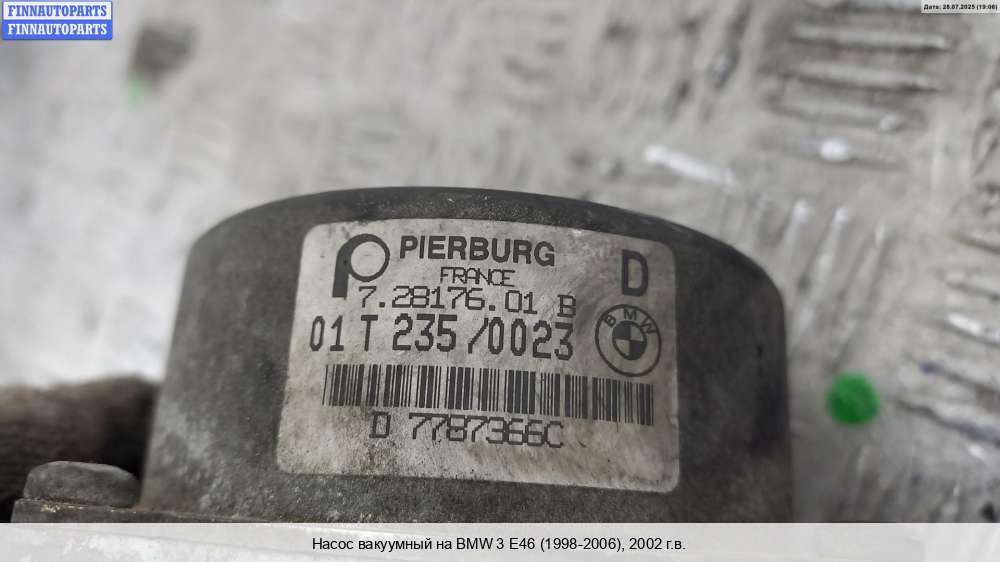 FINNAUTOPARTS
FINNAUTOPARTS
Дата: 28.07.2025 (19:06)
PIERBURG
FRANCE
D
7.28176.01 B
01 T 235/0023
BMW
D 7787366C
Насос вакуумный на BMW 3 E46 (1998-2006), 2002 г.в.